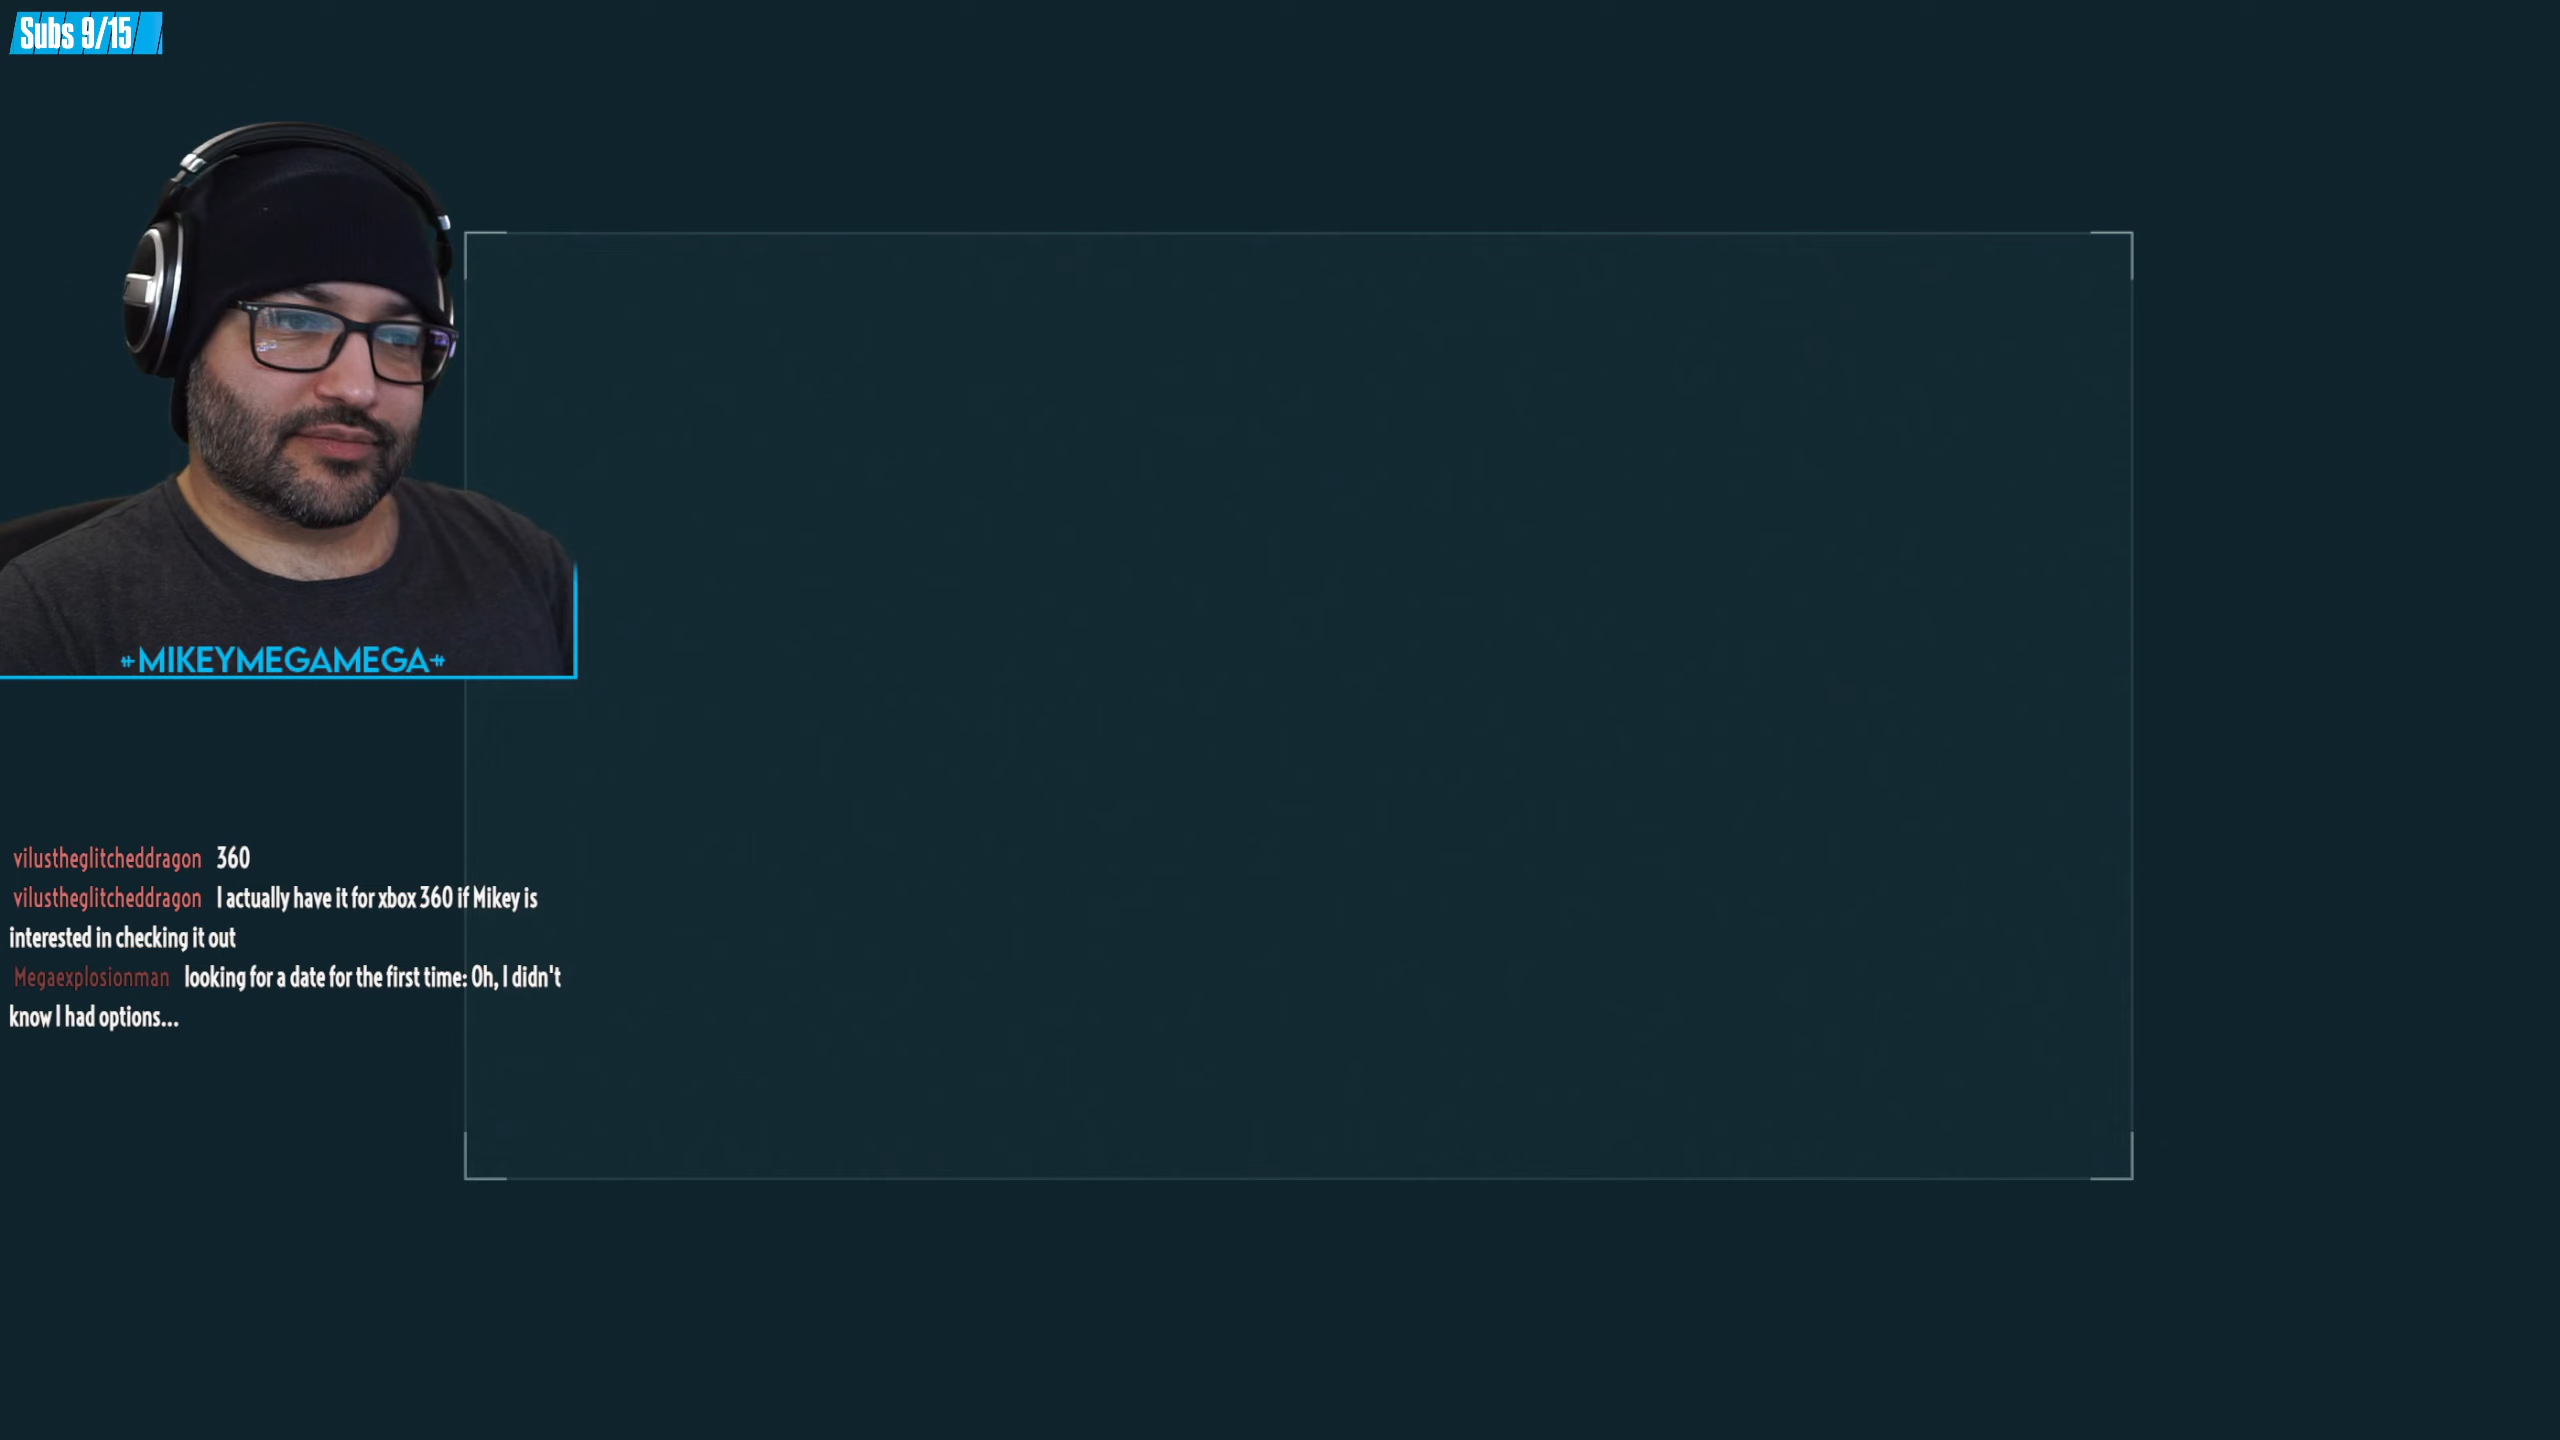 Subs 9/15
MIKEYMEGAMEGA
vilustheglitcheddragon 360
vilustheglitcheddragon I actually have it for xbox 360 if Mikey is
interested in checking it out
Megaexplosionman looking for a date for the first time: Oh, I didn't
know I had options...